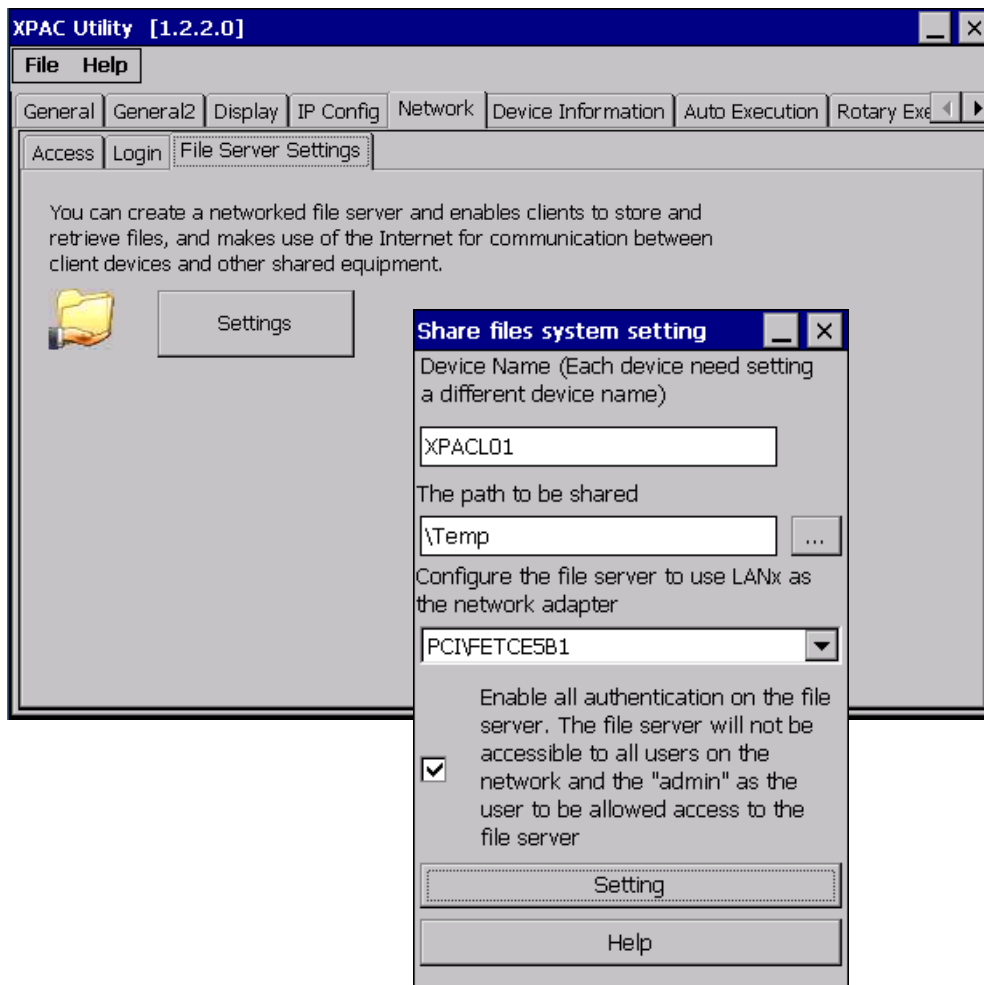 XPAC Utility [1.2.2.0]
File Help
General General2 Display IP Config Network Device Information Auto Execution Rotary Exe
Access Login File Server Settings
You can create a networked file server and enables clients to store and
retrieve files, and makes use of the Internet for communication between
client devices and other shared equipment.
Settings
Share files system setting
Device Name (Each device need setting
a different device name)
XPACL01
The path to be shared
\Temp
...
Configure the file server to use LANx as
the network adapter
PCI\FETCE5B1
Enable all authentication on the file
server. The file server will not be
accessible to all users on the
network and the "admin" as the
user to be allowed access to the
file server
Setting
Help